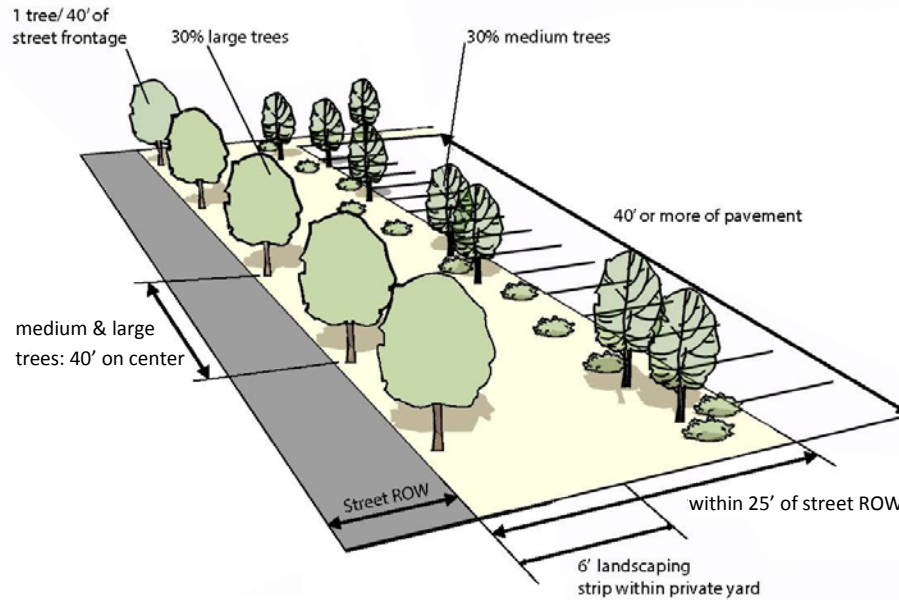 1 tree/ 40' of
street frontage
30% large trees
30% medium trees
40' or more of pavement
medium & large
trees: 40’ on center
Street ROW
within 25’ of street ROW
6' landscaping
strip within private yard